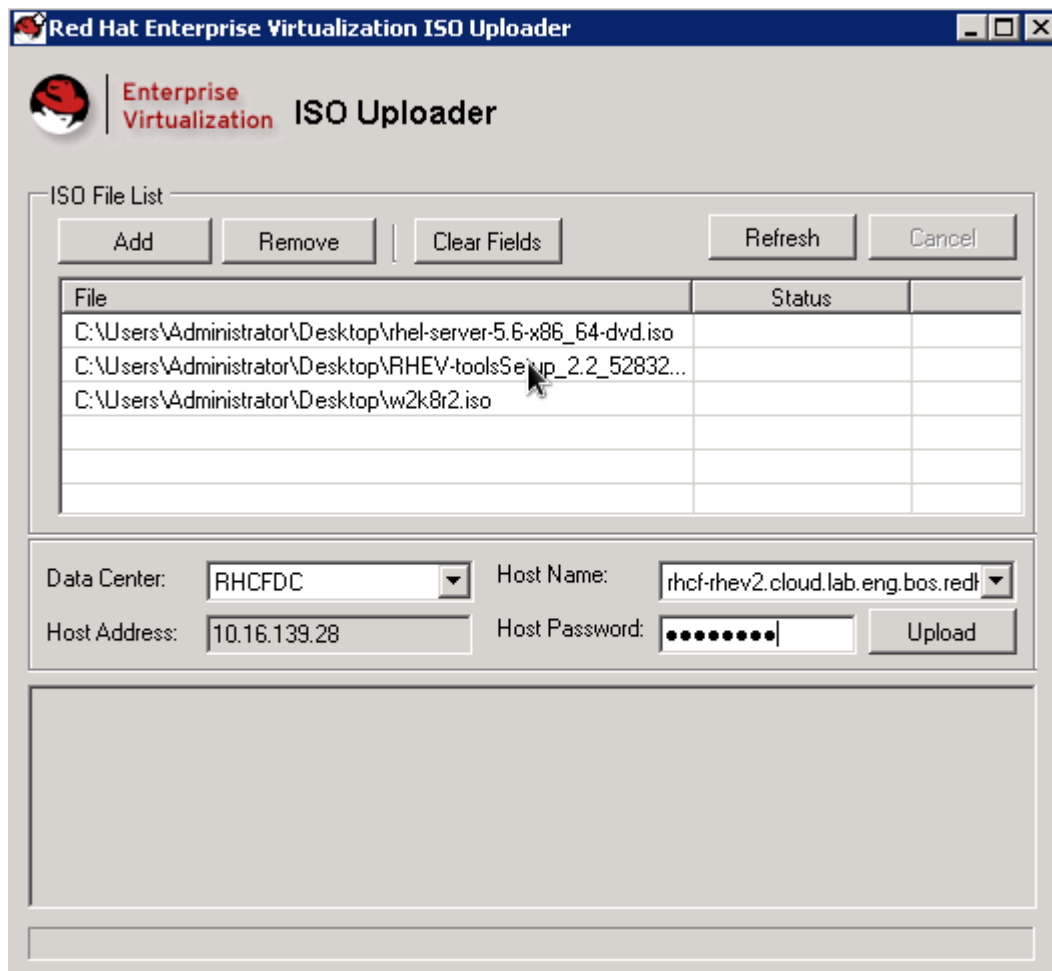 Red Hat Enterprise Virtualization ISO Uploader
Enterprise
Virtualization
ISO Uploader
ISO File List
Add Remove Clear Fields Refresh Cancel
File Status
C:\Users\Administrator\Desktop\rhel-server-5.6-x86_64-dvd.iso
C:\Users\Administrator\Desktop\RHEV-toolsSetup_2.2_52832...
C:\Users\Administrator\Desktop\w2k8r2.iso
Data Center: RHCFDC Host Name: rhcf-rhev2.cloud.lab.eng.bos.redh
Host Address: 10.16.139.28 Host Password: ●●●●●●●● Upload